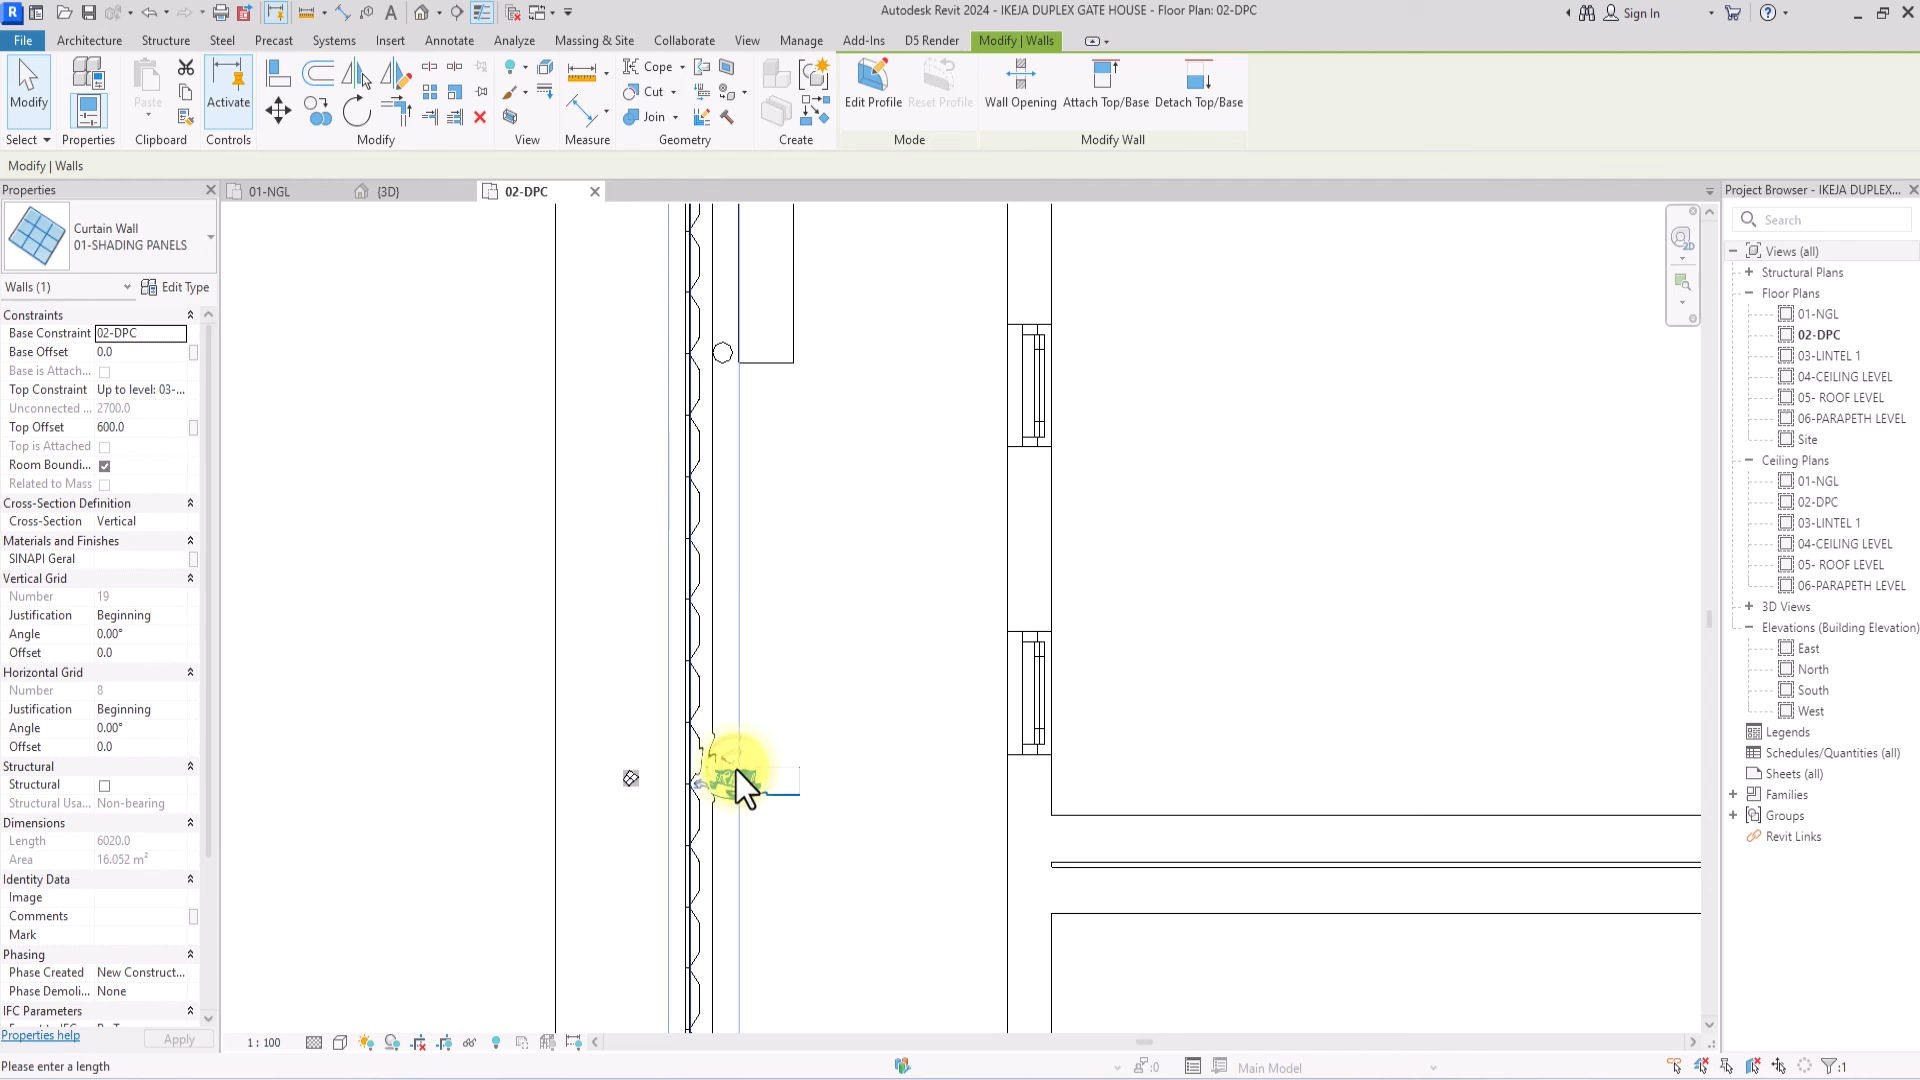 Autodesk Revit 2024 - IKEJA DUPLEX GATE HOUSE - Floor Plan: 02-DPC
Sign In
File Architecture Structure Steel Precast Systems Insert Annotate Analyze Massing & Site Collaborate View Manage Add-Ins D5 Render Modify | Walls
Modify
Paste
Activate
Cope
Cut
Join
Edit Profile Reset Profile
Wall Opening Attach Top/Base Detach Top/Base
Select Properties Clipboard Controls Modify View Measure Geometry Create Mode Modify Wall
Modify | Walls
Properties
01-NGL
{3D}
02-DPC
Project Browser - IKEJA DUPLEX...
Curtain Wall
01-SHADING PANELS
Walls (1)
Edit Type
Constraints
Base Constraint 02-DPC
Base Offset 0.0
Base is Attach...
Top Constraint Up to level: 03-...
Unconnected ... 2700.0
Top Offset 600.0
Top is Attached
Room Boundi...
Related to Mass
Cross-Section Definition
Cross-Section Vertical
Materials and Finishes
SINAPI Geral
Vertical Grid
Number 19
Justification Beginning
Angle 0.00°
Offset 0.0
Horizontal Grid
Number 8
Justification Beginning
Angle 0.00°
Offset 0.0
Structural
Structural
Structural Usa... Non-bearing
Dimensions
Length 6020.0
Area 16.052 m²
Identity Data
Image
Comments
Mark
Phasing
Phase Created New Construct...
Phase Demoli... None
IFC Parameters
Properties help
Apply
2D
Search
Views (all)
Structural Plans
Floor Plans
01-NGL
02-DPC
03-LINTEL 1
04-CEILING LEVEL
05- ROOF LEVEL
06-PARAPETH LEVEL
Site
Ceiling Plans
01-NGL
02-DPC
03-LINTEL 1
04-CEILING LEVEL
05- ROOF LEVEL
06-PARAPETH LEVEL
3D Views
Elevations (Building Elevation)
East
North
South
West
Legends
Schedules/Quantities (all)
Sheets (all)
Families
Groups
Revit Links
1 : 100
Please enter a length
:0
Main Model
:1